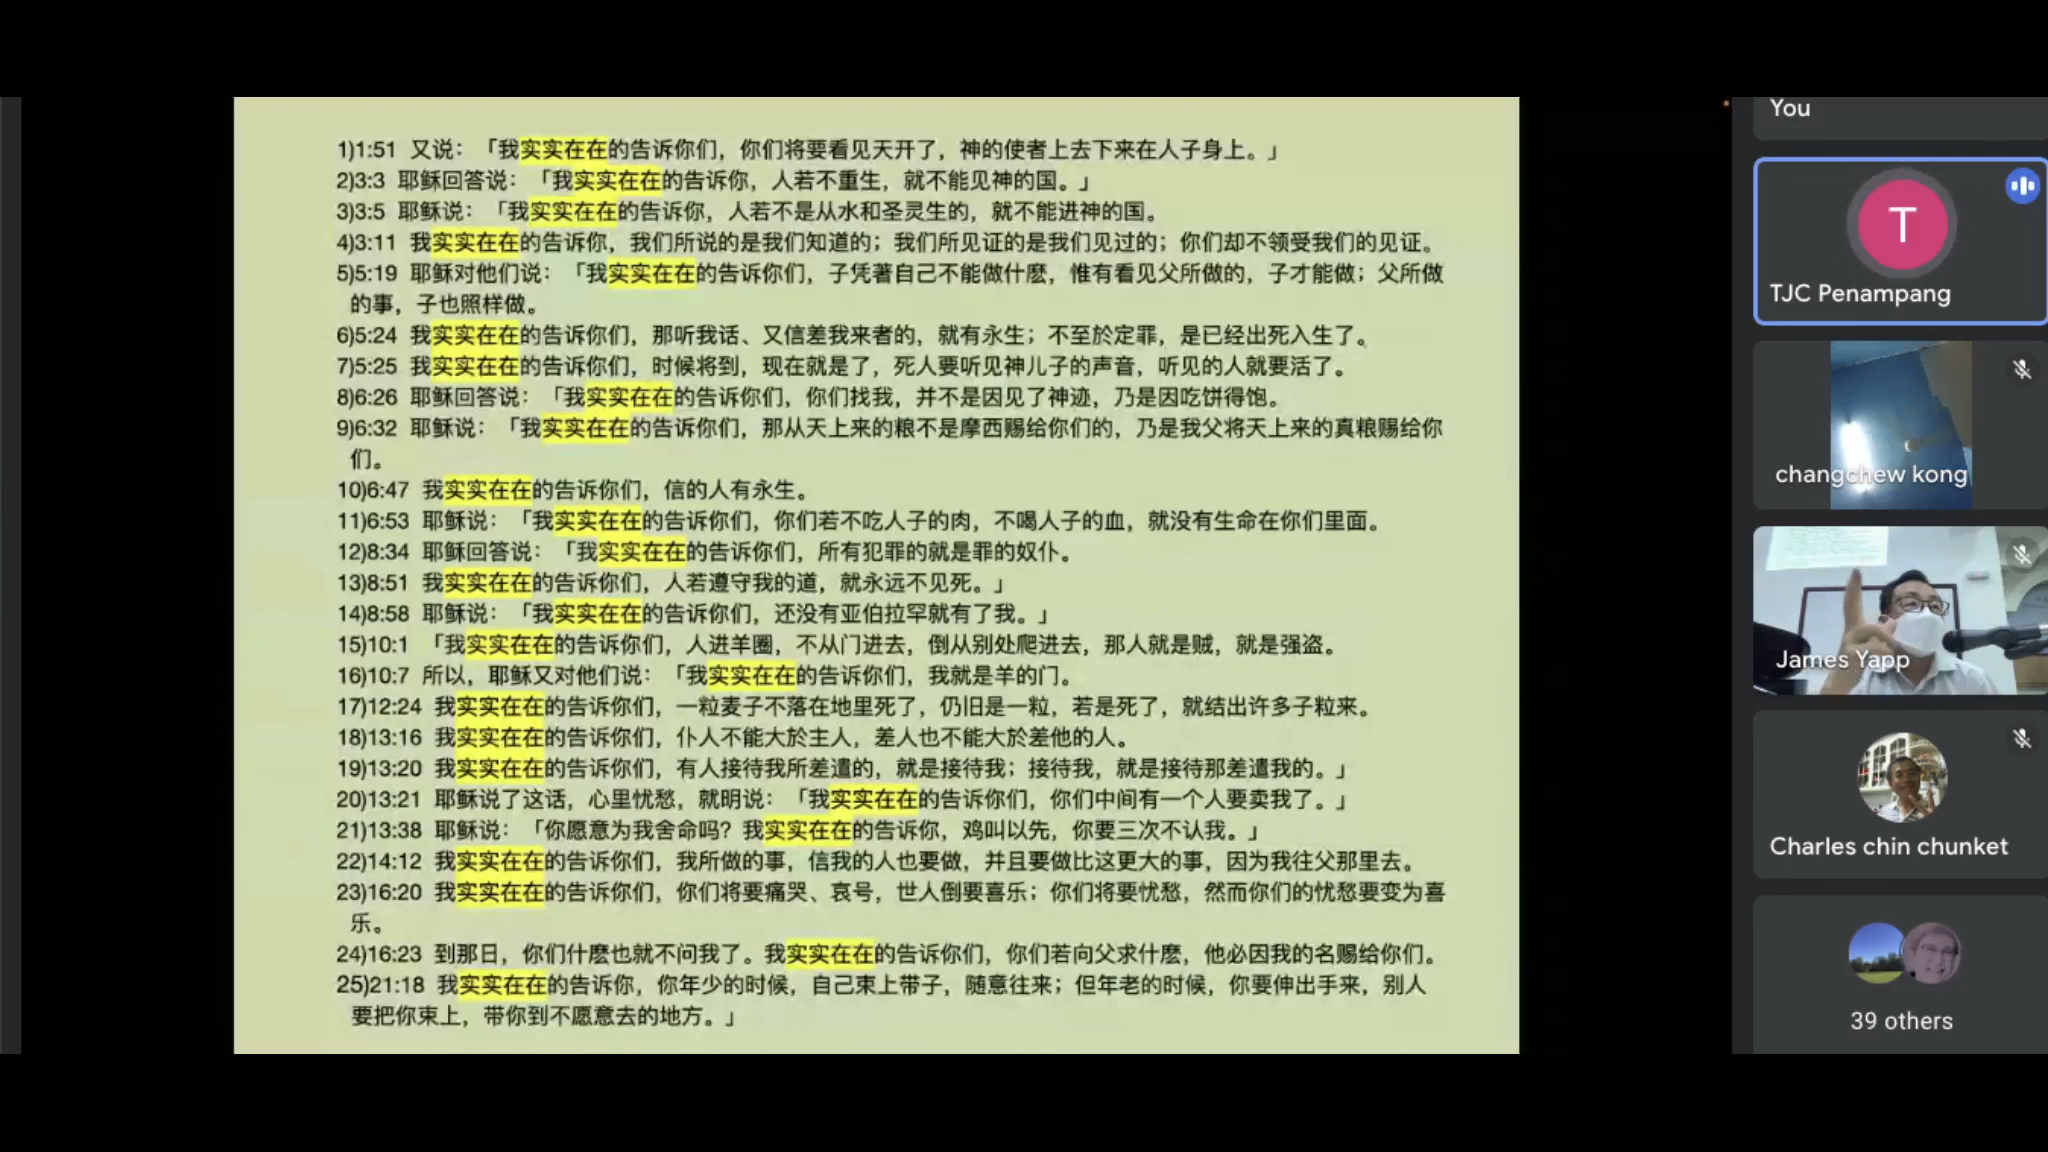 1)1:51 又说：「我实实在在的告诉你们，你们将要看见天开了，神的使者上去下来在人子身上。」
2)3:3 耶稣回答说：「我实实在在的告诉你，人若不重生，就不能见神的国。」
3)3:5 耶稣说：「我实实在在的告诉你，人若不是从水和圣灵生的，就不能进神的国。
4)3:11 我实实在在的告诉你，我们所说的是我们知道的；我们所见证的是我们见过的；你们却不领受我们的见证。
5)5:19 耶稣对他们说：「我实实在在的告诉你们，子凭著自己不能做什麽，惟有看见父所做的，子才能做；父所做
的事，子也照样做。
6)5:24 我实实在在的告诉你们，那听我话、又信差我来者的，就有永生；不至於定罪，是已经出死入生了。
7)5:25 我实实在在的告诉你们，时候将到，现在就是了，死人要听见神儿子的声音，听见的人就要活了。
8)6:26 耶稣回答说：「我实实在在的告诉你们，你们找我，并不是因见了神迹，乃是因吃饼得饱。
9)6:32 耶稣说：「我实实在在的告诉你们，那从天上来的粮不是摩西赐给你们的，乃是我父将天上来的真粮赐给你
们。
10)6:47 我实实在在的告诉你们，信的人有永生。
11)6:53 耶稣说：「我实实在在的告诉你们，你们若不吃人子的肉，不喝人子的血，就没有生命在你们里面。
12)8:34 耶稣回答说：「我实实在在的告诉你们，所有犯罪的就是罪的奴仆。
13)8:51 我实实在在的告诉你们，人若遵守我的道，就永远不见死。」
14)8:58 耶稣说：「我实实在在的告诉你们，还没有亚伯拉罕就有了我。」
15)10:1 「我实实在在的告诉你们，人进羊圈，不从门进去，倒从别处爬进去，那人就是贼，就是强盗。
16)10:7 所以，耶稣又对他们说：「我实实在在的告诉你们，我就是羊的门。
17)12:24 我实实在在的告诉你们，一粒麦子不落在地里死了，仍旧是一粒，若是死了，就结出许多子粒来。
18)13:16 我实实在在的告诉你们，仆人不能大於主人，差人也不能大於差他的人。
19)13:20 我实实在在的告诉你们，有人接待我所差遣的，就是接待我；接待我，就是接待那差遣我的。」
20)13:21 耶稣说了这话，心里忧愁，就明说：「我实实在在的告诉你们，你们中间有一个人要卖我了。」
21)13:38 耶稣说：「你愿意为我舍命吗？我实实在在的告诉你，鸡叫以先，你要三次不认我。」
22)14:12 我实实在在的告诉你们，我所做的事，信我的人也要做，并且要做比这更大的事，因为我往父那里去。
23)16:20 我实实在在的告诉你们，你们将要痛哭、哀号，世人倒要喜乐；你们将要忧愁，然而你们的忧愁要变为喜
乐。
24)16:23 到那日，你们什麽也就不问我了。我实实在在的告诉你们，你们若向父求什麽，他必因我的名赐给你们。
25)21:18 我实实在在的告诉你，你年少的时候，自己束上带子，随意往来；但年老的时候，你要伸出手来，别人
要把你束上，带你到不愿意去的地方。」
You
T
TJC Penampang
changchew kong
James Yapp
Charles chin chunket
39 others